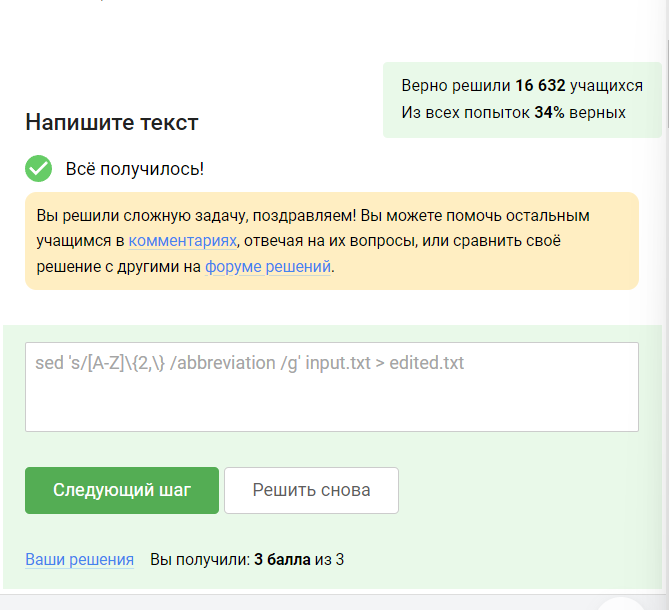 Верно решили 16 632 учащихся
Из всех попыток 34% верных
Напишите текст
Всё получилось!
Вы решили сложную задачу, поздравляем! Вы можете помочь остальным
учащимся в комментариях, отвечая на их вопросы, или сравнить своё
решение с другими на форуме решений.
sed 's/[A-Z]\{2,\} /abbreviation /g' input.txt > edited.txt
Следующий шаг
Решить снова
Ваши решения Вы получили: 3 балла из 3